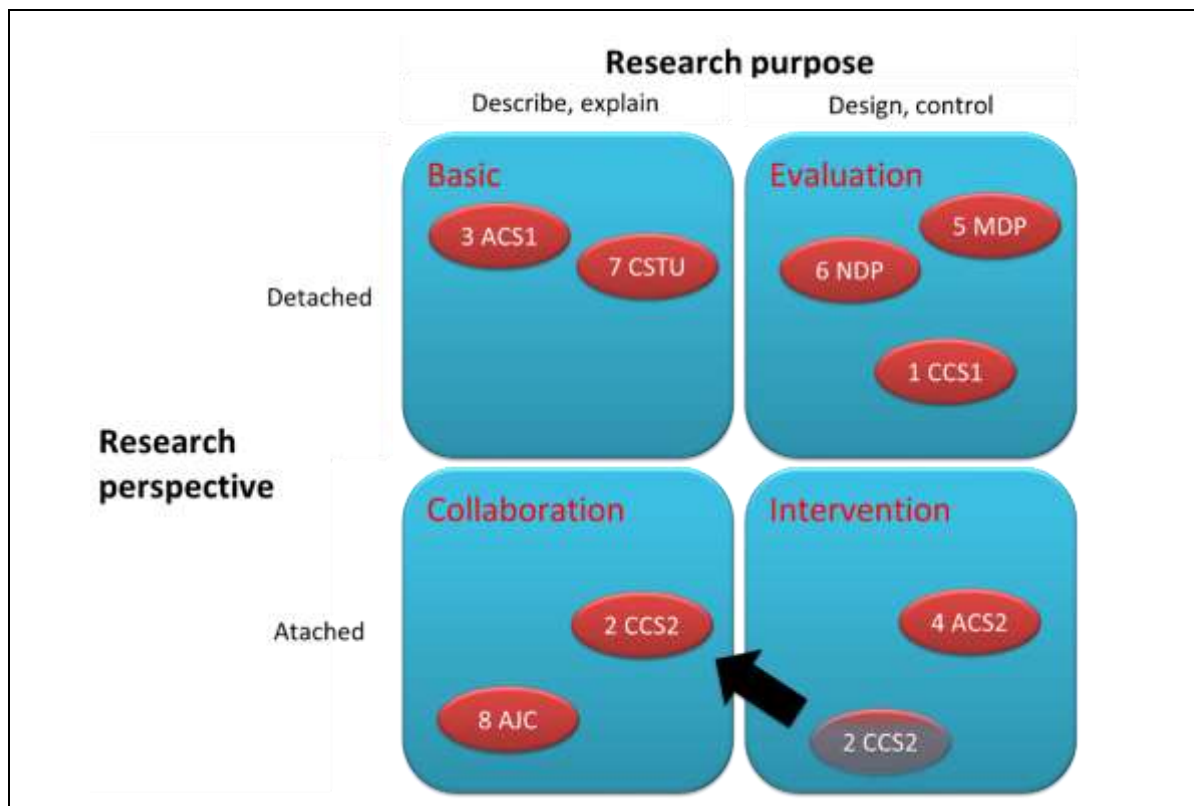 Research purpose
Describe, explain
Design, control
Basic
Evaluation
3 ACS1
5 MDP
7 CSTU
6 NDP
Detached
1 CCS1
Research
perspective
Collaboration
Intervention
2 CCS2
4 ACS2
Atached
8 AJC
2 CCS2